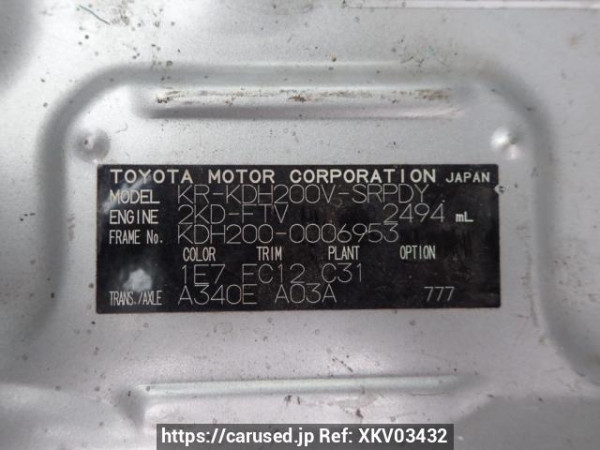 TOYOTA MOTOR CORPORATION JAPAN
MODEL KR-KDH200V-SRPDY
ENGINE 2KD-FTV 2494 mL
FRAME No. KDH200-0006953
COLOR TRIM PLANT OPTION
1E7 FC12 C31
TRANS./AXLE A340E A03A 777
https://carused.jp Ref: XKV03432